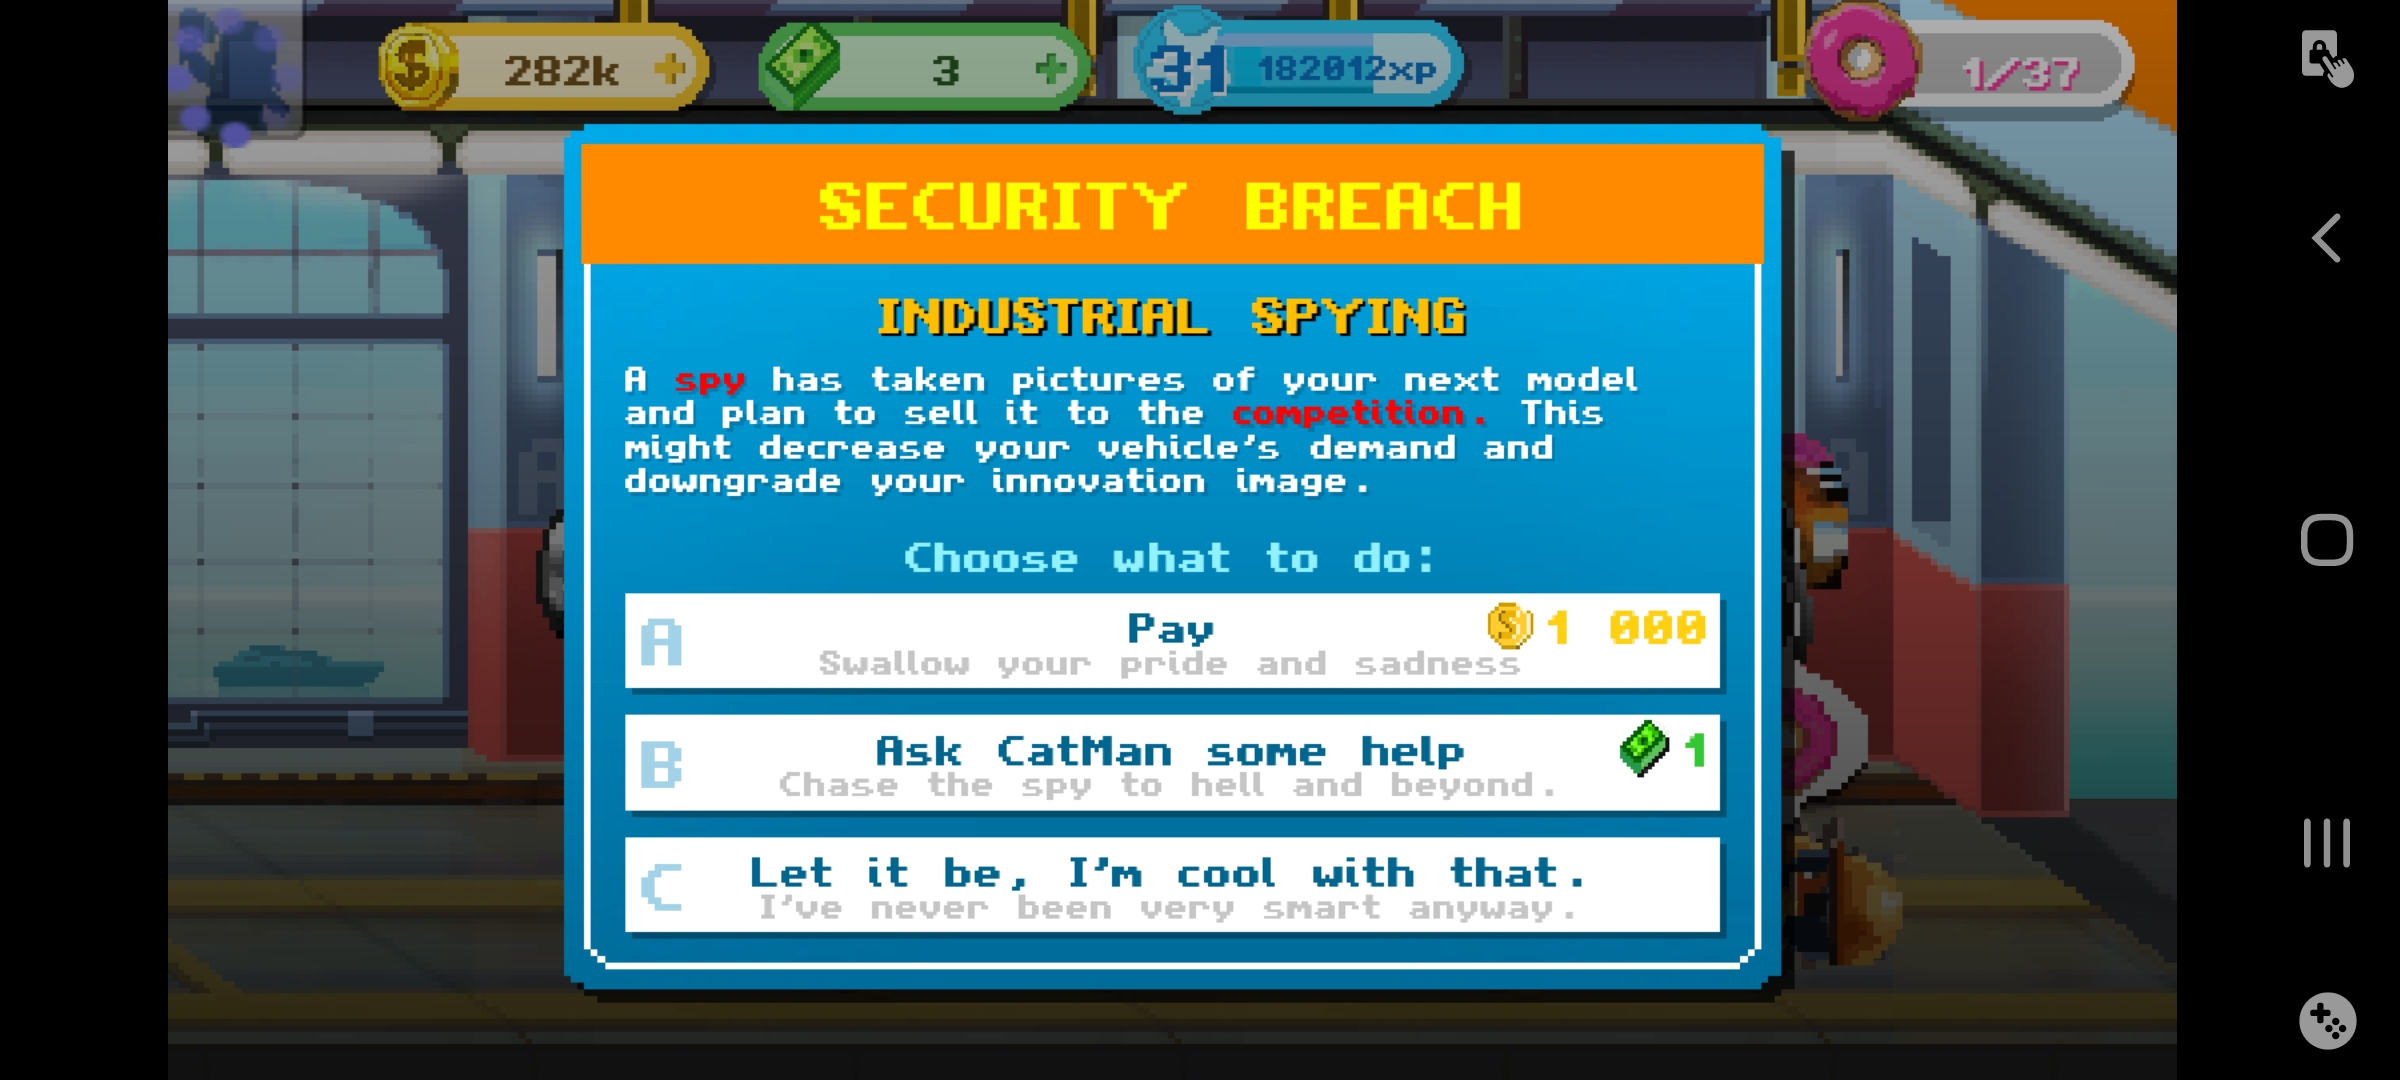 282k +
3 +
31 182012xp
1/37
SECURITY BREACH
INDUSTRIAL SPYING
A spy has taken pictures of your next model
and plan to sell it to the competition. This
might decrease your vehicle's demand and
downgrade your innovation image.
Choose what to do:
A Pay 1 000
Swallow your pride and sadness
B Ask CatMan some help 1
Chase the spy to hell and beyond.
C Let it be, I'm cool with that.
I've never been very smart anyway.